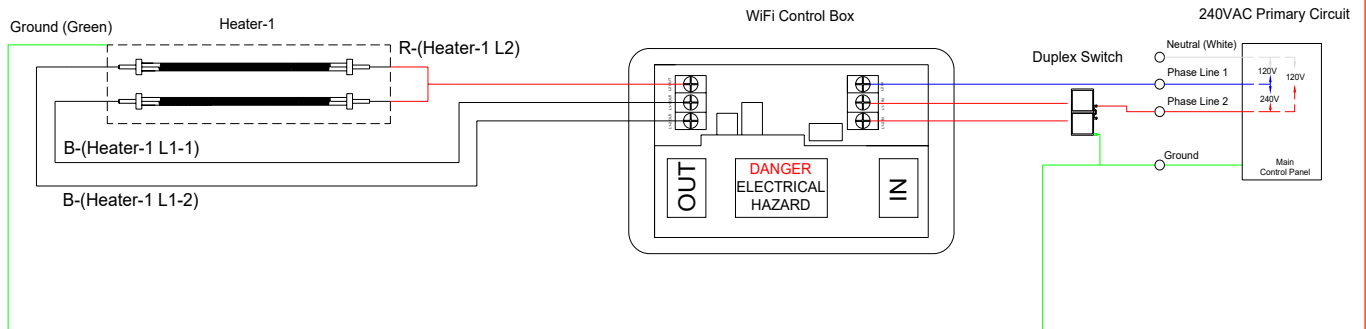 WiFi Control Box
240VAC Primary Circuit
Ground (Green)
Heater-1
R-(Heater-1 L2)
Duplex Switch
Neutral (White)
Phase Line 1
Phase Line 2
120V
120V
240V
B-(Heater-1 L1-1)
B-(Heater-1 L1-2)
Ground
Main
Control Panel
OUT
DANGER
ELECTRICAL
HAZARD
IN